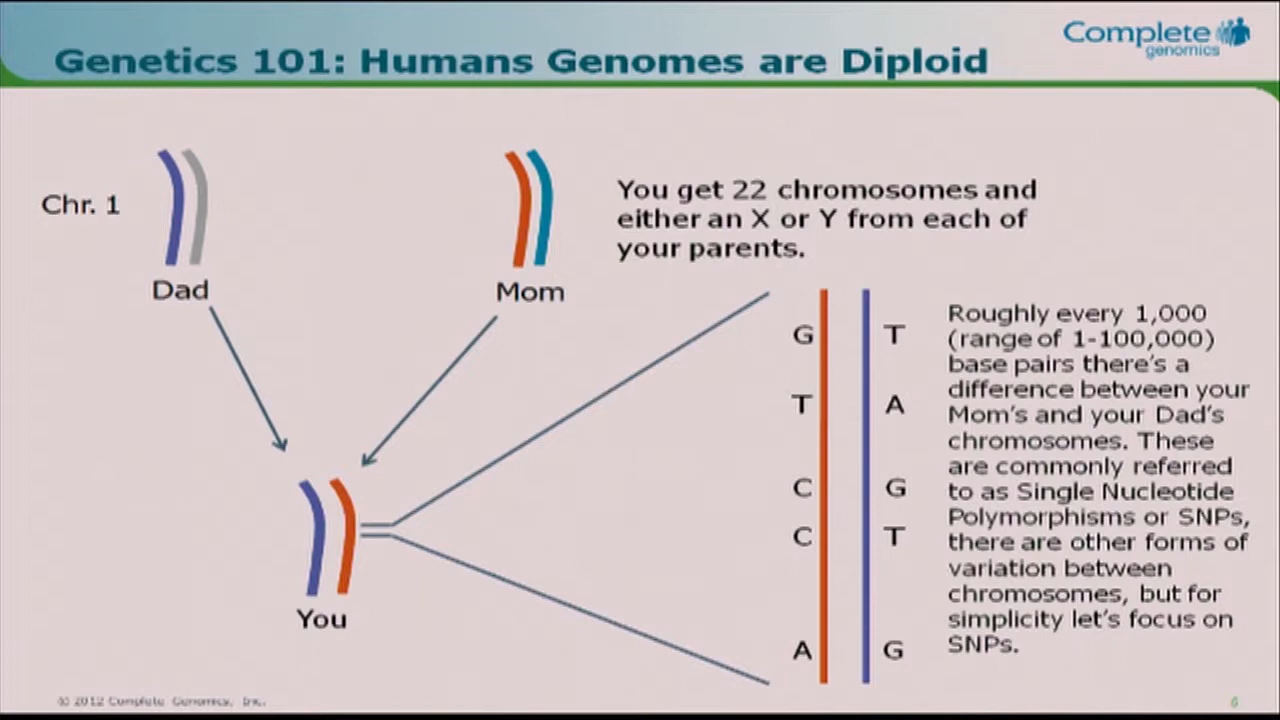 Complete
genomics
Genetics 101: Humans Genomes are Diploid
Chr. 1
Dad
Mom
You
You get 22 chromosomes and
either an X or Y from each of
your parents.
G T
T A
C G
C T
A G
Roughly every 1,000
(range of 1-100,000)
base pairs there's a
difference between your
Mom's and your Dad's
chromosomes. These
are commonly referred
to as Single Nucleotide
Polymorphisms or SNPs,
there are other forms of
variation between
chromosomes, but for
simplicity let's focus on
SNPs.
© 2012 Complete Genomics, Inc.
6